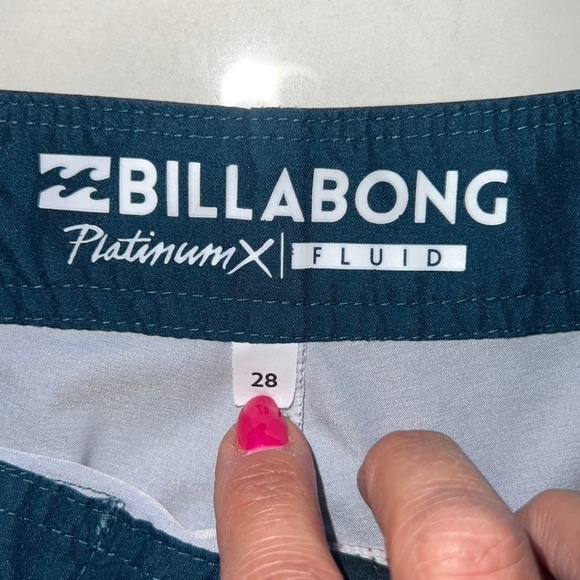 BILLABONG
PlatinumX | FLUID
28